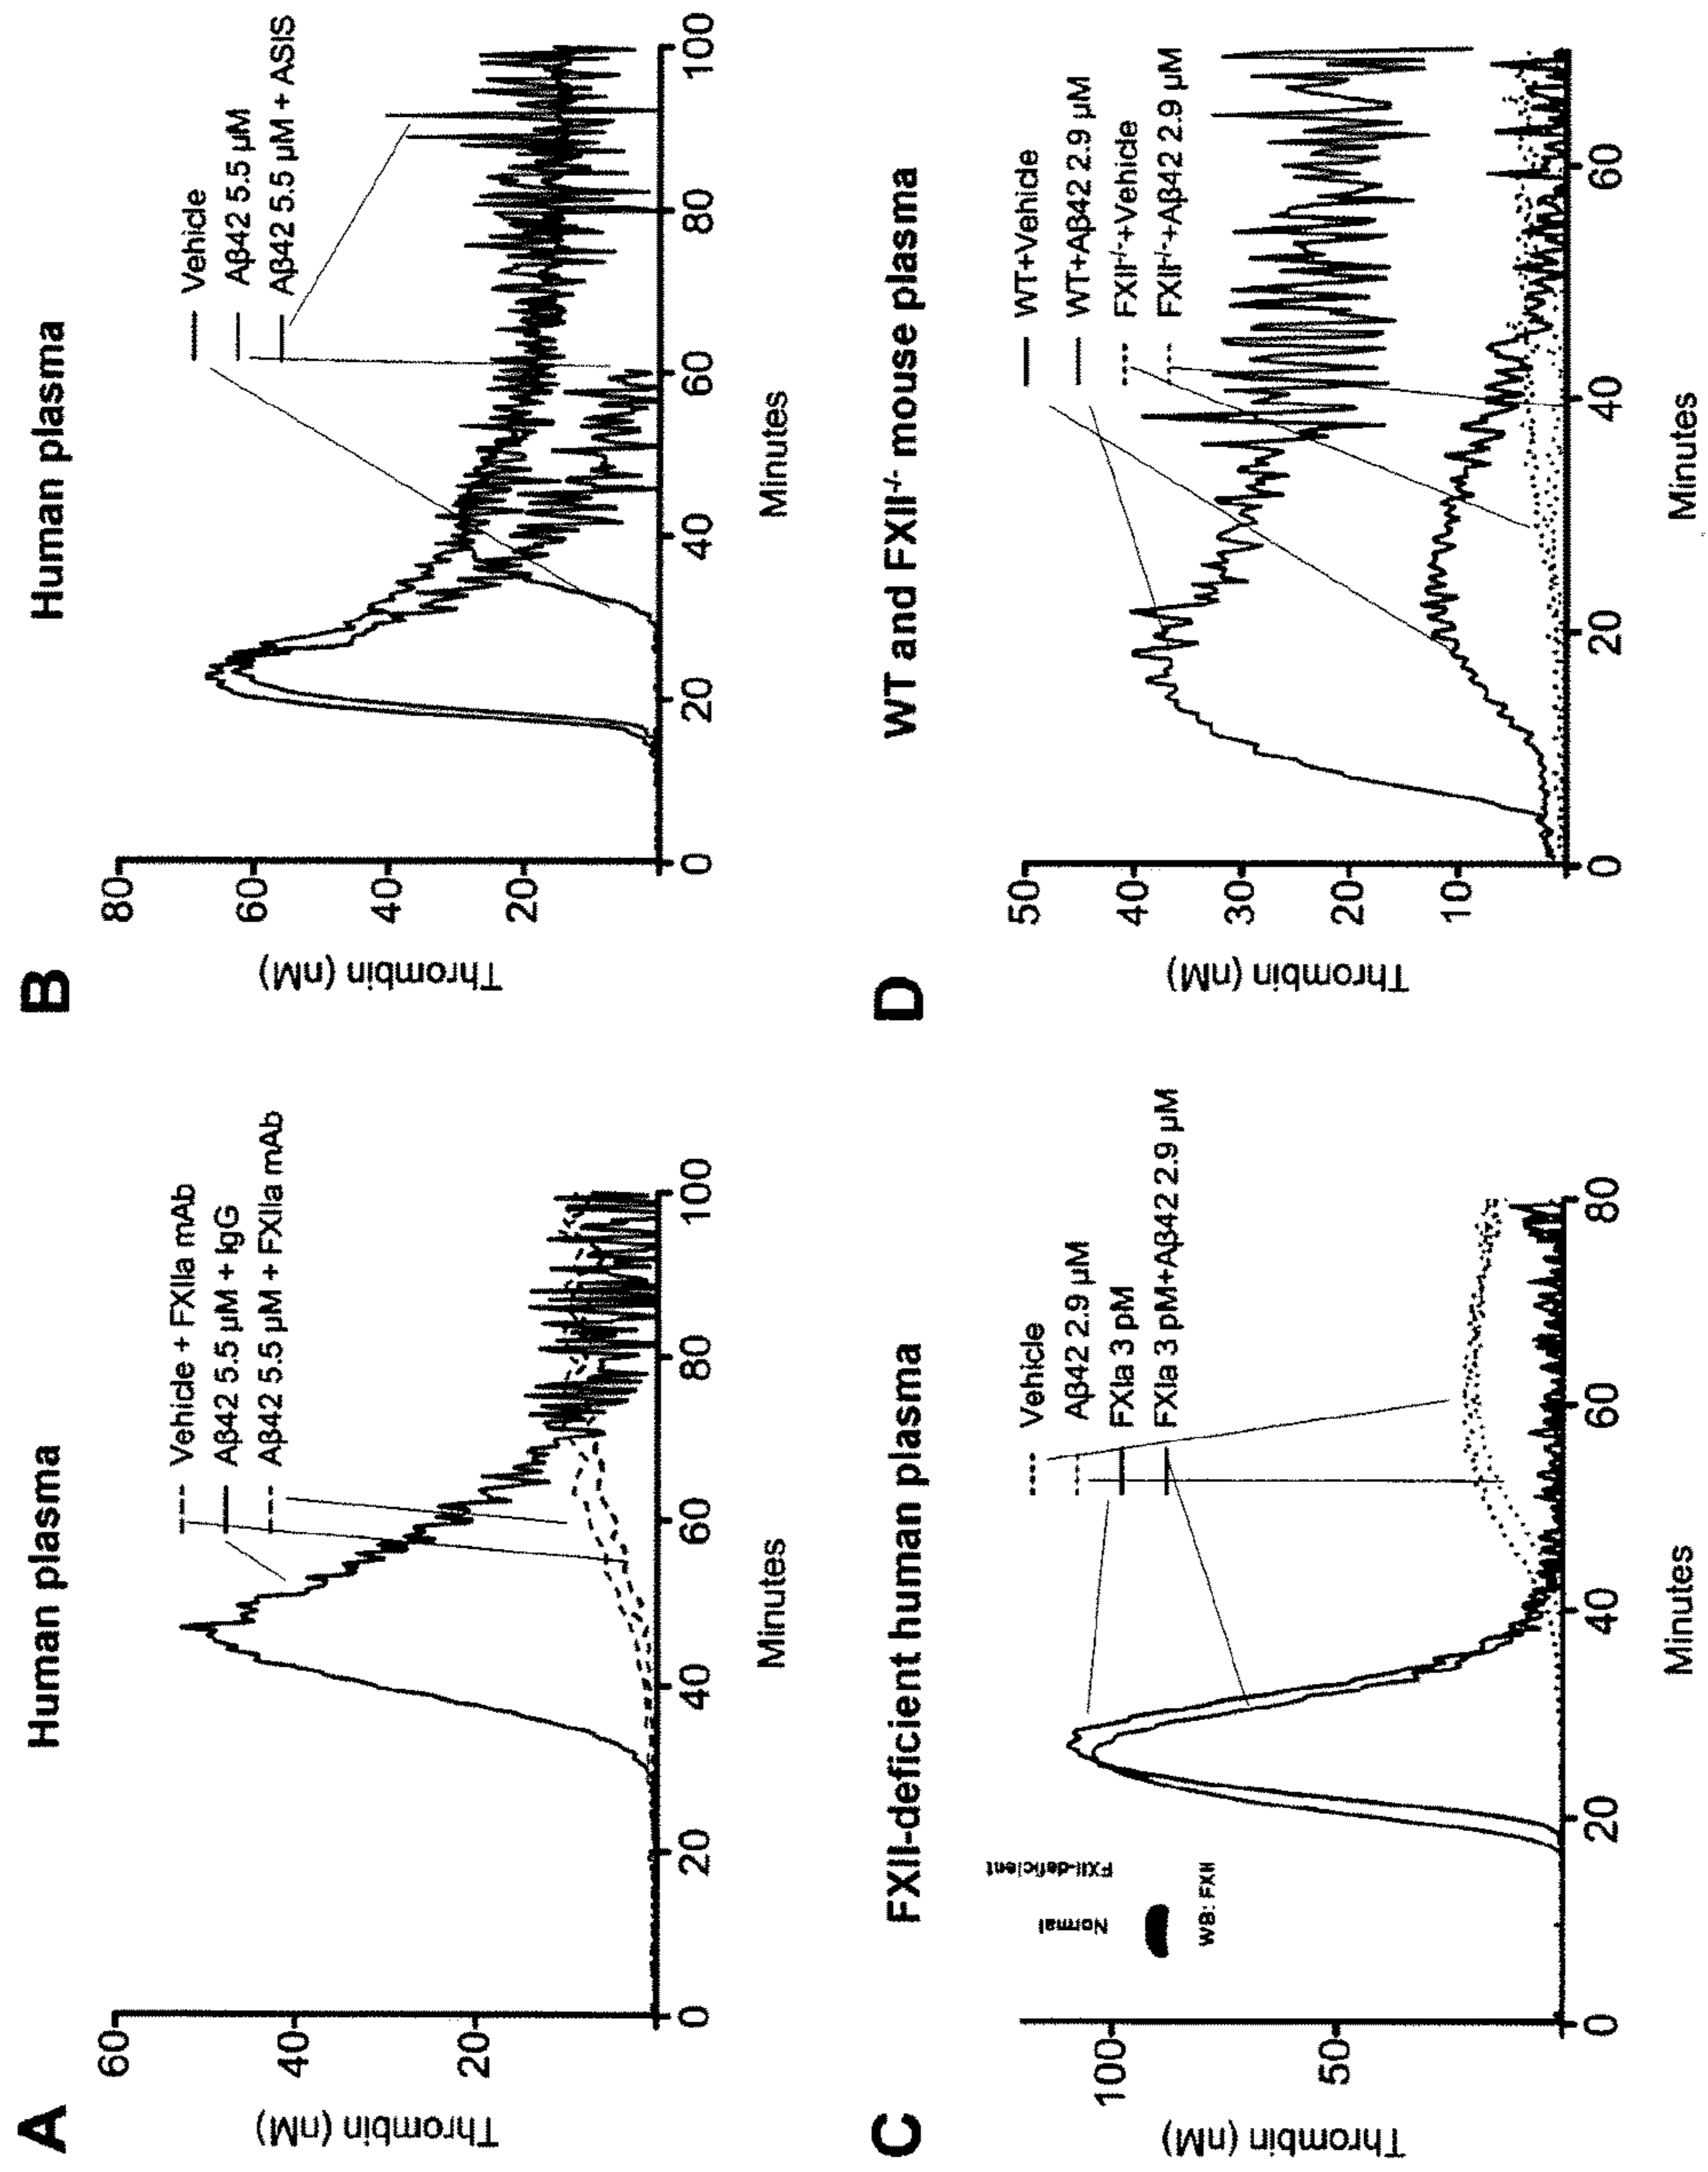 A
Human plasma
Thrombin (nM)
60
40
20
0
20
40
60
80
100
Minutes
Vehicle + FXIIa mAb
Aβ42 5.5 µM + IgG
Aβ42 5.5 µM + FXIIa mAb
B
Human plasma
Thrombin (nM)
80
60
40
20
0
20
40
60
80
100
Minutes
Vehicle
Aβ42 5.5 µM
Aβ42 5.5 µM + ASIS
C
FXII-deficient human plasma
Thrombin (nM)
100
50
0
20
40
60
80
Minutes
Normal
FXII-deficient
WB: FXII
Vehicle
Aβ42 2.9 µM
FXIa 3 pM
FXIa 3 pM+Aβ42 2.9 µM
D
WT and FXII-/- mouse plasma
Thrombin (nM)
50
40
30
20
10
0
20
40
60
Minutes
WT+Vehicle
WT+Aβ42 2.9 µM
FXII-/-+Vehicle
FXII-/-+Aβ42 2.9 µM